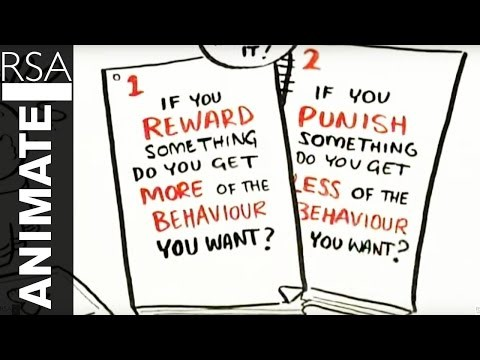 RSA
ANIMATE
IT!
1
IF YOU
REWARD
SOMETHING
DO YOU GET
MORE OF THE
BEHAVIOUR
YOU WANT?
2
IF YOU
PUNISH
SOMETHING
DO YOU GET
LESS OF THE
BEHAVIOUR
YOU WANT?